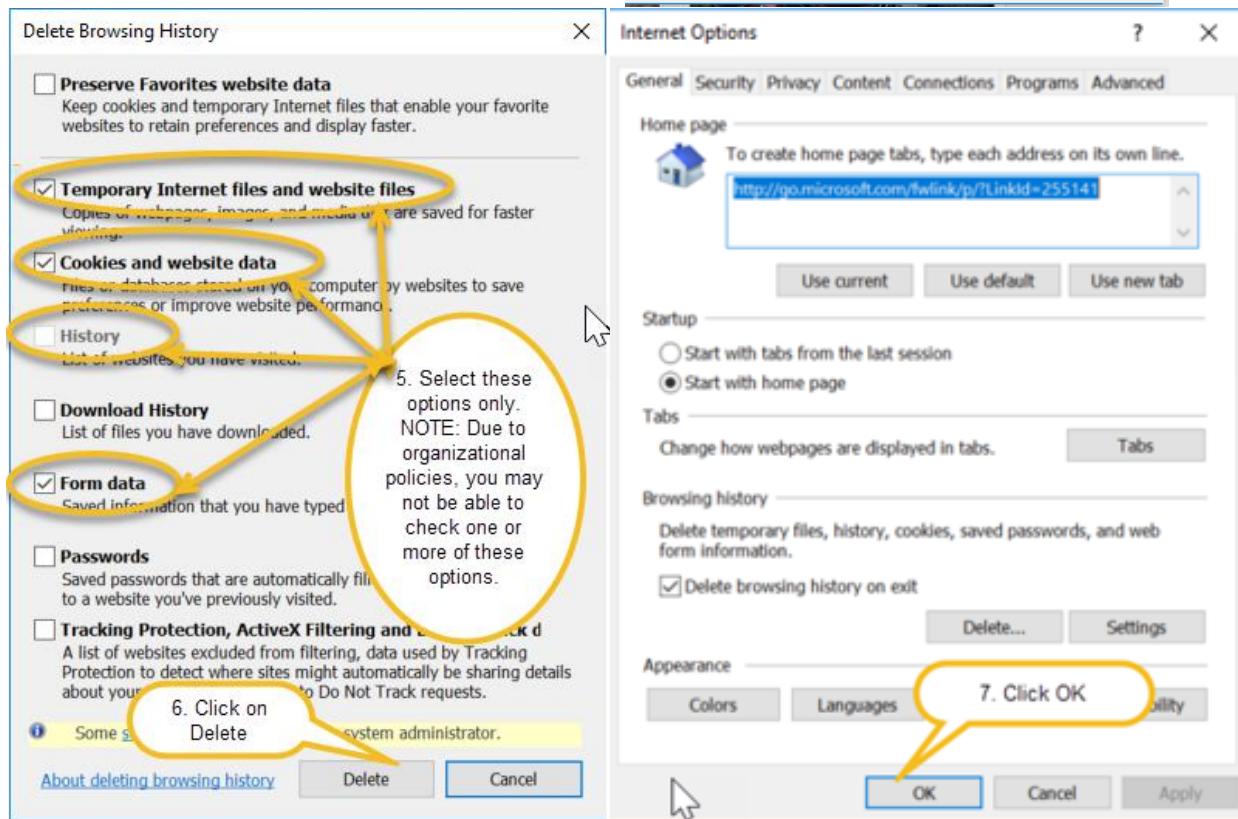 Delete Browsing History
Preserve Favorites website data
Keep cookies and temporary Internet files that enable your favorite
websites to retain preferences and display faster.
Temporary Internet files and website files
Copies of webpages, images, and media that are saved for faster
viewing.
Cookies and website data
Files or databases stored on your computer by websites to save
preferences or improve website performance.
History
List of websites you have visited.
Download History
List of files you have downloaded.
Form data
Saved information that you have typed
Passwords
Saved passwords that are automatically
to a website you've previously visited.
Tracking Protection, ActiveX Filtering and
A list of websites excluded from filtering, data used by Tracking
Protection to detect where sites might automatically be sharing details
about your to Do Not Track requests.
Some system administrator.
About deleting browsing history
Delete
Cancel
5. Select these
options only.
NOTE: Due to
organizational
policies, you may
not be able to
check one or
more of these
options.
6. Click on
Delete
Internet Options
?
General Security Privacy Content Connections Programs Advanced
Home page
To create home page tabs, type each address on its own line.
http://go.microsoft.com/fwlink/p/?LinkId=255141
Use current Use default Use new tab
Startup
Start with tabs from the last session
Start with home page
Tabs
Change how webpages are displayed in tabs.
Tabs
Browsing history
Delete temporary files, history, cookies, saved passwords, and web
form information.
Delete browsing history on exit
Delete... Settings
Appearance
Colors Languages
7. Click OK
OK Cancel Apply